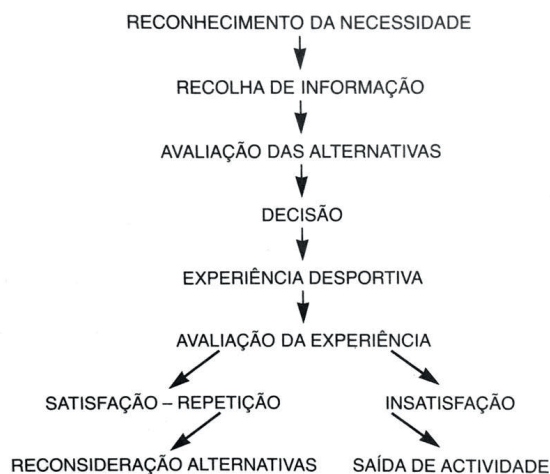 RECONHECIMENTO DA NECESSIDADE
RECOLHA DE INFORMAÇÃO
AVALIAÇÃO DAS ALTERNATIVAS
DECISÃO
EXPERIÊNCIA DESPORTIVA
AVALIAÇÃO DA EXPERIÊNCIA
SATISFAÇÃO – REPETIÇÃO
INSATISFAÇÃO
RECONSIDERAÇÃO ALTERNATIVAS
SAÍDA DE ACTIVIDADE